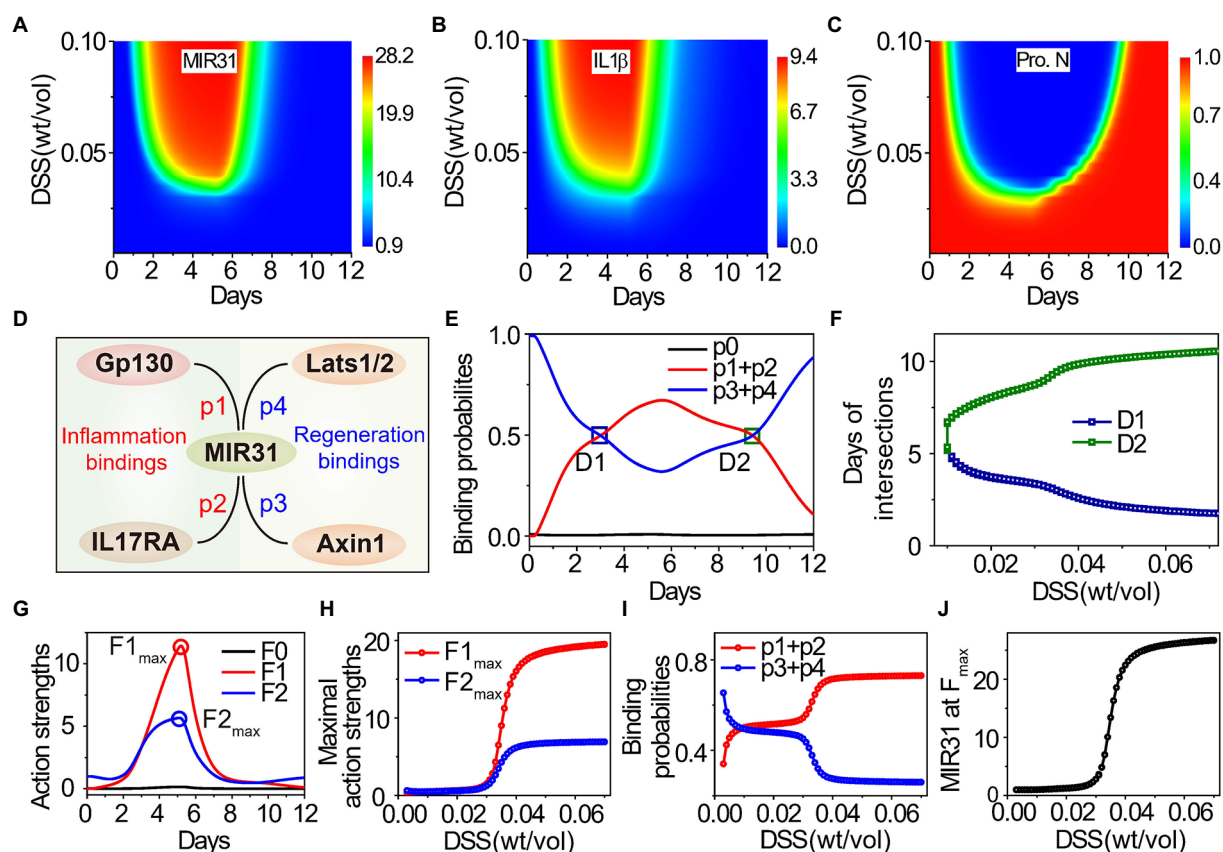 A
DSS(wt/vol)
0.10
0.05
MIR31
0 2 4 6 8 10 12
Days
28.2
19.9
10.4
0.9
B
DSS(wt/vol)
0.10
0.05
IL1β
0 2 4 6 8 10 12
Days
9.4
6.7
3.3
0.0
C
DSS(wt/vol)
0.10
0.05
Pro. N
0 2 4 6 8 10 12
Days
1.0
0.7
0.4
0.0
D
Gp130
Lats1/2
p1
p4
Inflammation
bindings
MIR31
Regeneration
bindings
p2
p3
IL17RA
Axin1
E
Binding probabilites
1.0
0.5
0.0
p0
p1+p2
p3+p4
D1
D2
0 2 4 6 8 10 12
Days
F
Days of
intersections
10
5
0
D1
D2
0.02 0.04 0.06
DSS(wt/vol)
G
Action strengths
10
5
0
F1max
F2max
F0
F1
F2
0 2 4 6 8 10 12
Days
H
Maximal
action strengths
20
10
0
F1max
F2max
0.00 0.02 0.04 0.06
DSS(wt/vol)
I
Binding
probabilities
0.8
0.4
p1+p2
p3+p4
0.00 0.02 0.04 0.06
DSS(wt/vol)
J
MIR31 at Fmax
20
10
0
0.00 0.02 0.04 0.06
DSS(wt/vol)